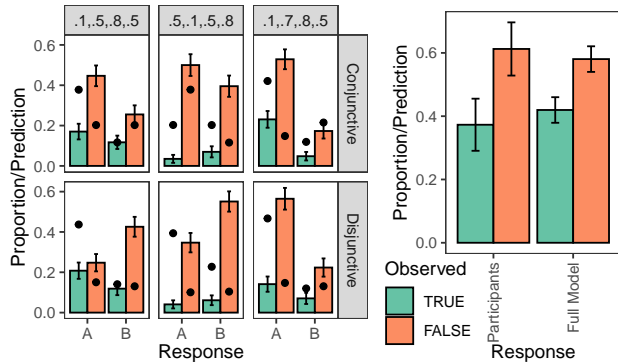 .1,.5,.8,.5
.5,.1,.5,.8
.1,.7,.8,.5
Proportion/Prediction
0.6
0.4
0.2
0.0
Conjunctive
0.6
0.4
0.2
0.0
Disjunctive
A
B
A
B
A
B
Response
Proportion/Prediction
0.6
0.4
0.2
0.0
Participants
Full Model
Response
Observed
TRUE
FALSE